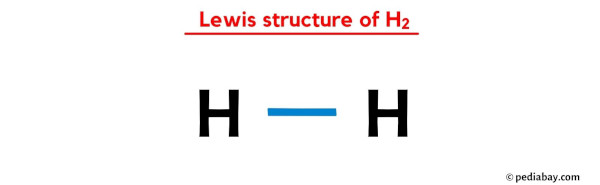 Lewis structure of H₂
H H
© pediabay.com